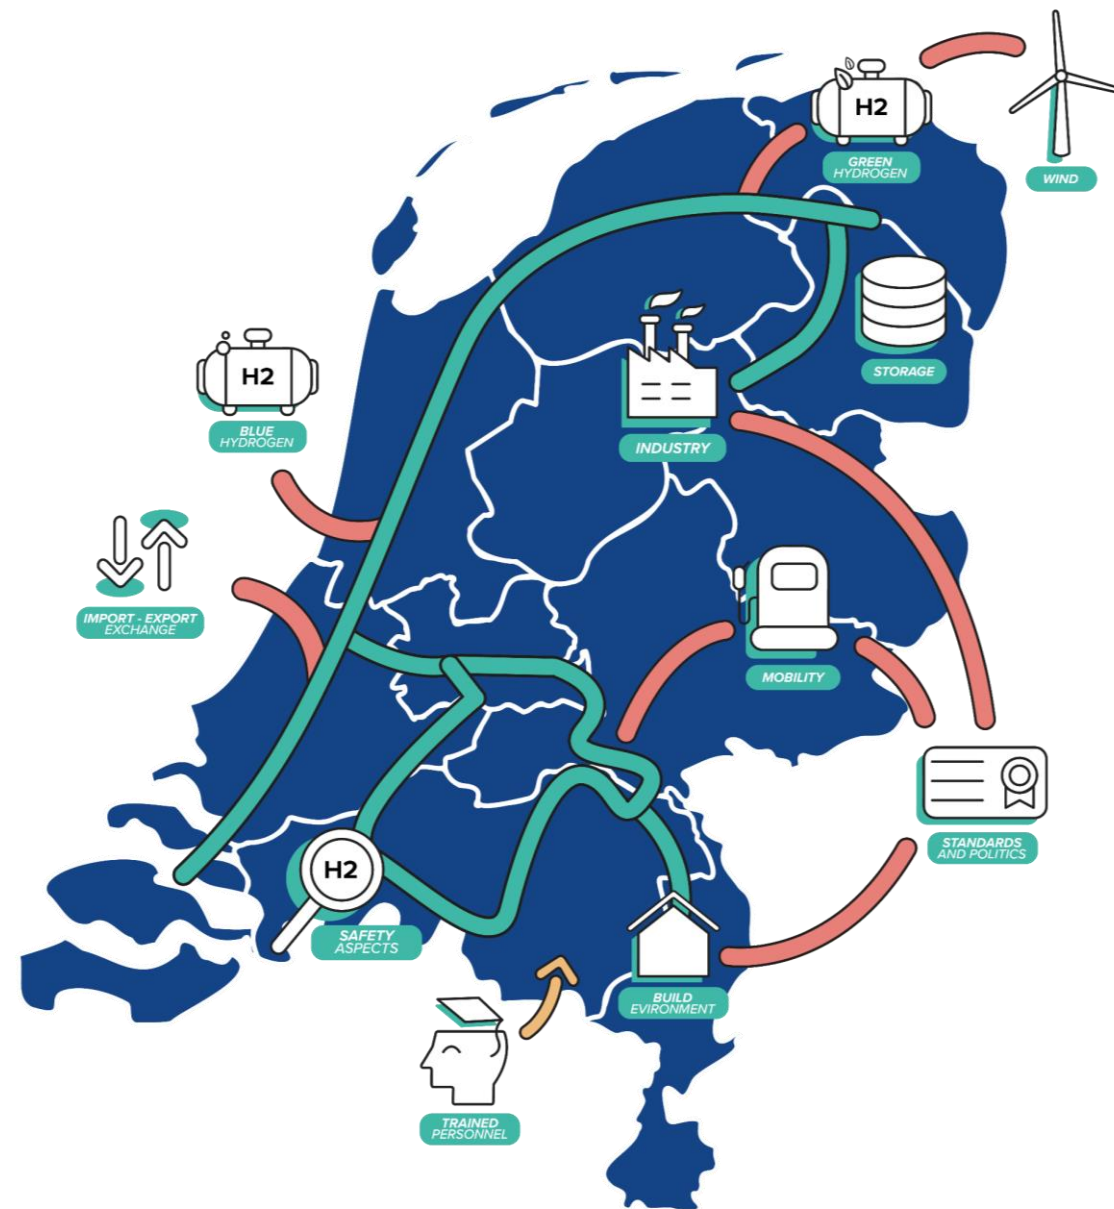 H2
GREEN
HYDROGEN
WIND
STORAGE
H2
BLUE
HYDROGEN
INDUSTRY
IMPORT - EXPORT
EXCHANGE
MOBILITY
STANDARDS
AND POLITICS
H2
SAFETY
ASPECTS
BUILD
EVIRONMENT
TRAINED
PERSONNEL